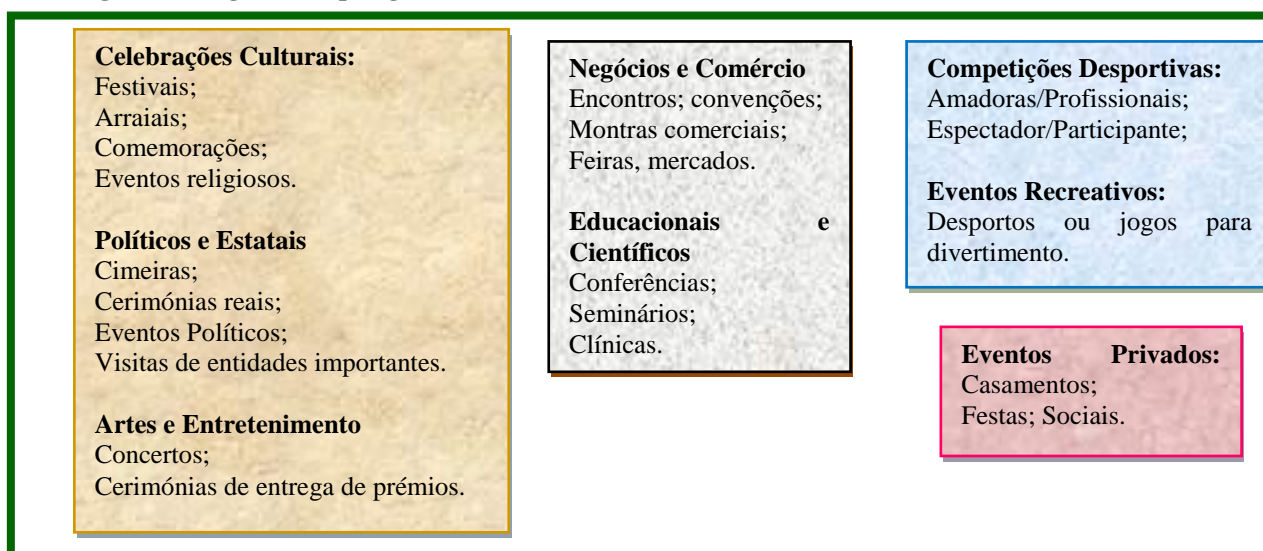 Celebrações Culturais:
Festivais;
Arraiais;
Comemorações;
Eventos religiosos.
Políticos e Estatais
Cimeiras;
Cerimónias reais;
Eventos Políticos;
Visitas de entidades importantes.
Artes e Entretenimento
Concertos;
Cerimónias de entrega de prémios.
Negócios e Comércio
Encontros; convenções;
Montras comerciais;
Feiras, mercados.
Educacionais e
Científicos
Conferências;
Seminários;
Clínicas.
Competições Desportivas:
Amadoras/Profissionais;
Espectador/Participante;
Eventos Recreativos:
Desportos ou jogos para
divertimento.
Eventos Privados:
Casamentos;
Festas; Sociais.